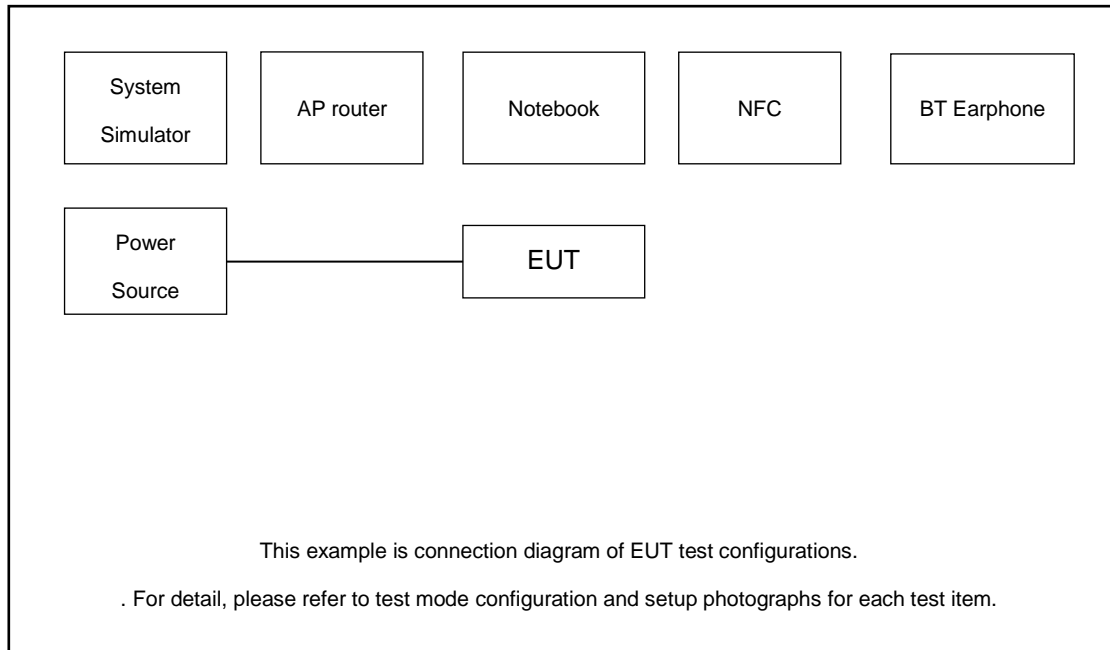 System
Simulator
AP router
Notebook
NFC
BT Earphone
Power
Source
EUT
This example is connection diagram of EUT test configurations.
. For detail, please refer to test mode configuration and setup photographs for each test item.